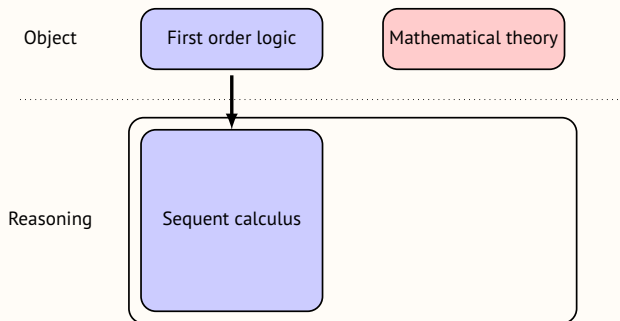 Object
First order logic
Mathematical theory
Reasoning
Sequent calculus